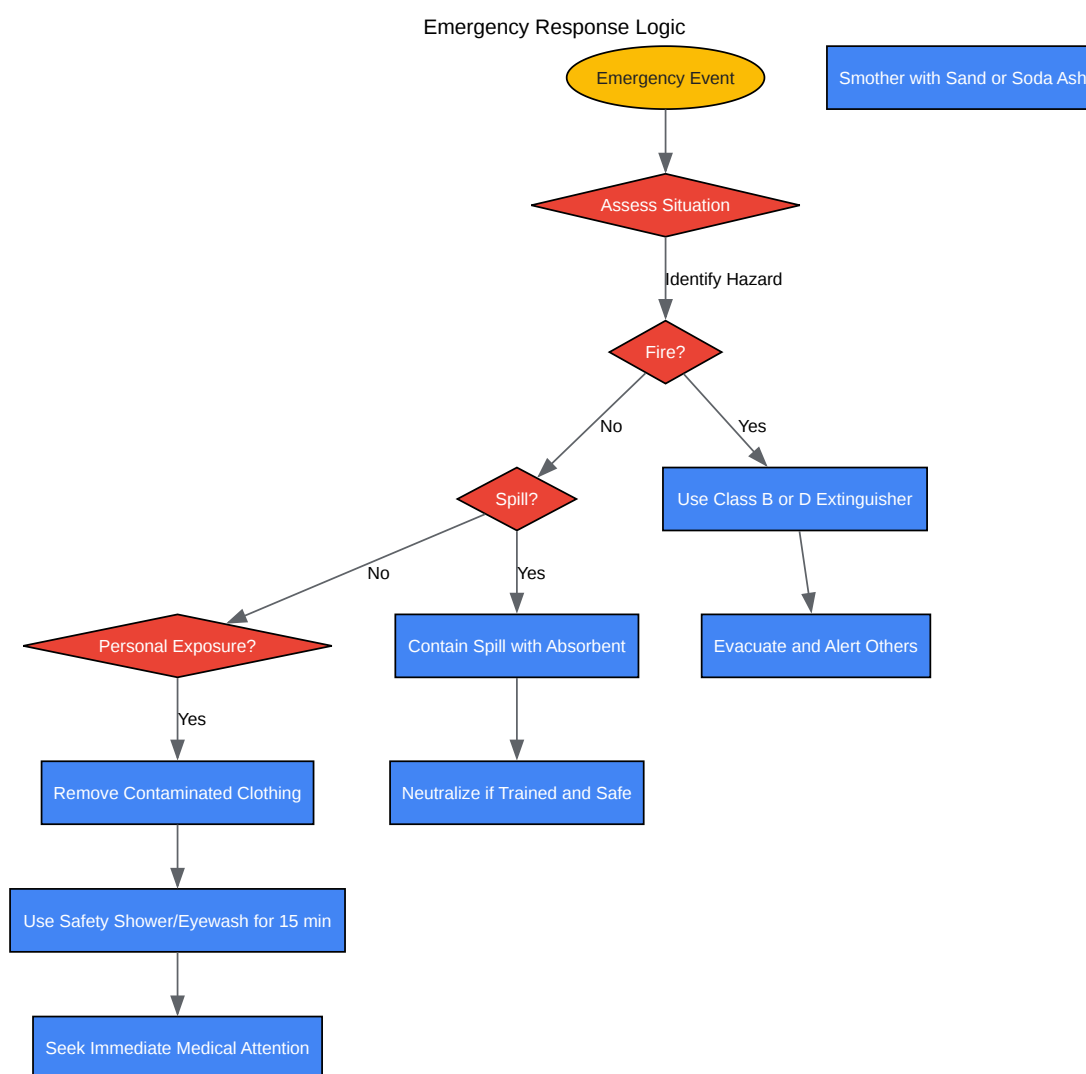 Emergency Response Logic
Emergency Event
Smother with Sand or Soda Ash
Assess Situation
Identify Hazard
Fire?
No
Yes
Spill?
Use Class B or D Extinguisher
No
Yes
Personal Exposure?
Contain Spill with Absorbent
Evacuate and Alert Others
Yes
Remove Contaminated Clothing
Neutralize if Trained and Safe
Use Safety Shower/Eyewash for 15 min
Seek Immediate Medical Attention